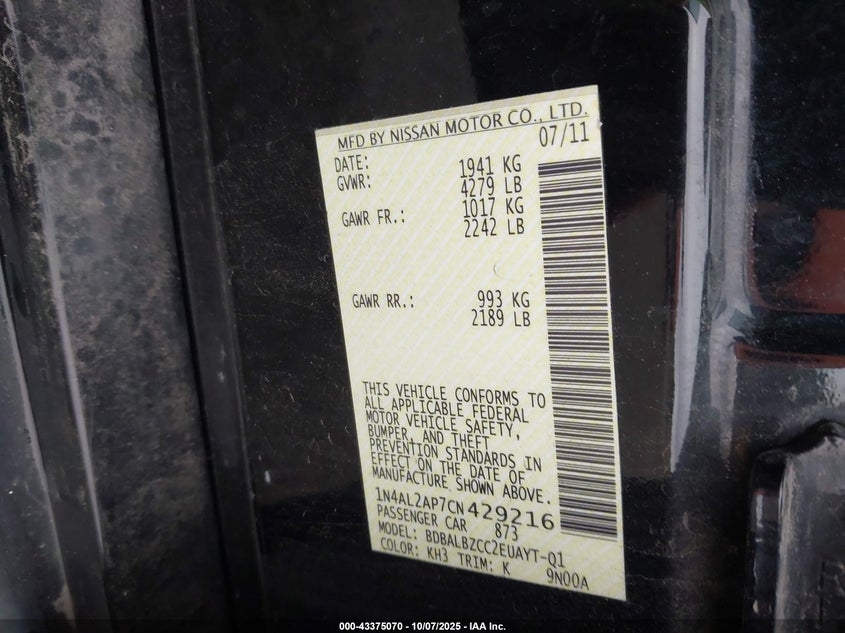 MFD BY NISSAN MOTOR CO., LTD.
DATE: 07/11
GVWR: 1941 KG
4279 LB
GAWR FR.: 1017 KG
2242 LB
GAWR RR.: 993 KG
2189 LB
THIS VEHICLE CONFORMS TO
ALL APPLICABLE FEDERAL
MOTOR VEHICLE SAFETY,
BUMPER, AND THEFT
PREVENTION STANDARDS IN
EFFECT ON THE DATE OF
MANUFACTURE SHOWN ABOVE.
1N4AL2AP7CN429216
PASSENGER CAR 873
MODEL: BDBALBZCC2EUAYT-Q1
COLOR: KH3 TRIM: K 9N00A
000-43375070 - 10/07/2025 - IAA Inc.